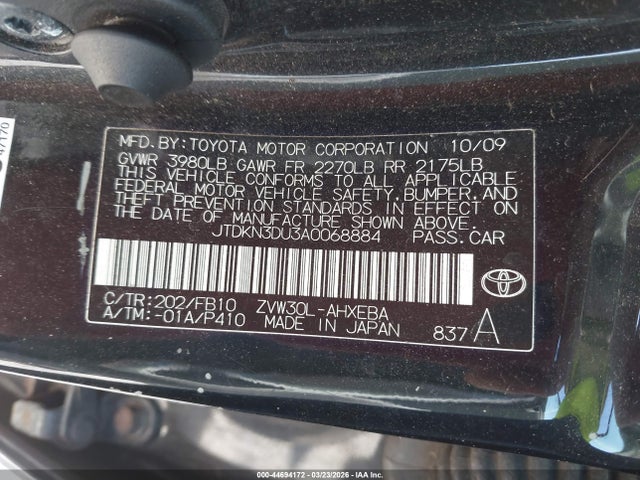 47170
MFD.BY:TOYOTA MOTOR CORPORATION 10/09
GVWR 3980LB GAWR FR 2270LB RR 2175LB
THIS VEHICLE CONFORMS TO ALL APPLICABLE
FEDERAL MOTOR VEHICLE SAFETY,BUMPER,AND
THEFT PREVENTION STANDARDS IN EFFECT ON
THE DATE OF MANUFACTURE SHOWN ABOVE.
JTDKN3DU3A0068884 PASS.CAR
C/TR:202/FB10 ZVW30L-AHXEBA
A/TM:-01A/P410 MADE IN JAPAN 837 A
000-44694172 - 03/23/2026 - IAA Inc.